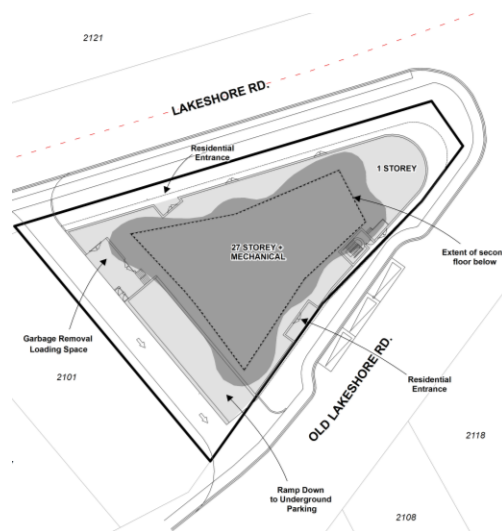 2121
LAKESHORE RD.
Residential
Entrance
1 STOREY
27 STOREY +
MECHANICAL
Extent of secon
floor below
Garbage Removal
Loading Space
2101
Residential
Entrance
OLD LAKESHORE RD.
2118
Ramp Down
to Underground
Parking
2108